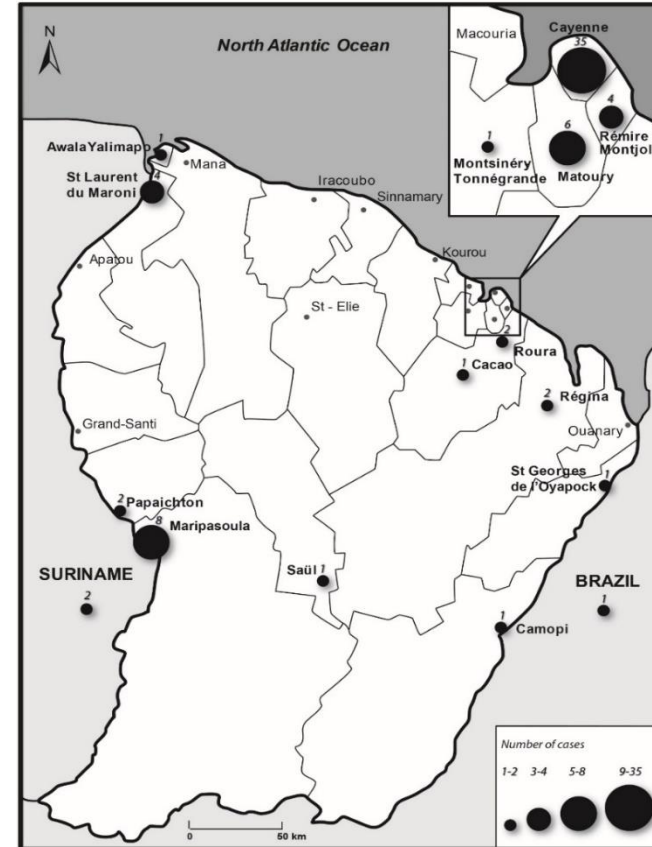 N
North Atlantic Ocean
Macouria
Cayenne
35
4
Rémire
Montjol
6
Matoury
1
Montsinéry
Tonnégrande
1
Awala Yalimapo
Mana
4
St Laurent
du Maroni
Iracoubo
Sinnamary
Kourou
Apatou
St - Elie
2
Roura
1 Cacao
2
Régina
Grand-Santi
Ouanary
1
St Georges
de l'Oyapock
2
Papaichton
8
Maripasoula
Saül 1
SURINAME
2
BRAZIL
1
1
Camopi
Number of cases
1-2 3-4 5-8 9-35
0 50 km